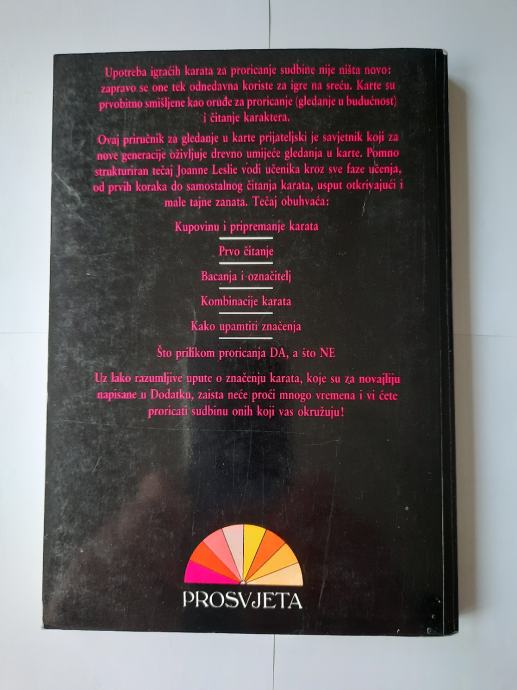 Upotreba igraćih karata za proricanje sudbine nije ništa novo:
zapravo se one tek odnedavna koriste za igre na sreću. Karte su
prvobitno smišljene kao oruđe za proricanje (gledanje u budućnost)
i čitanje karaktera.
Ovaj priručnik za gledanje u karte prijateljski je savjetnik koji za
nove generacije oživljuje drevno umijeće gledanja u karte. Pomno
strukturiran tečaj Joanne Leslie vodi učenika kroz sve faze učenja,
od prvih koraka do samostalnog čitanja karata, usput otkrivajući i
male tajne zanata. Tečaj obuhvaća:
Kupovinu i pripremanje karata
Prvo čitanje
Bacanja i označitelj
Kombinacije karata
Kako upamtiti značenja
Što prilikom proricanja DA, a što NE
Uz lako razumljive upute o značenju karata, koje su za novajliju
napisane u Dodatku, zaista neće proći mnogo vremena i vi ćete
proricati sudbinu onih koji vas okružuju!
PROSVJETA